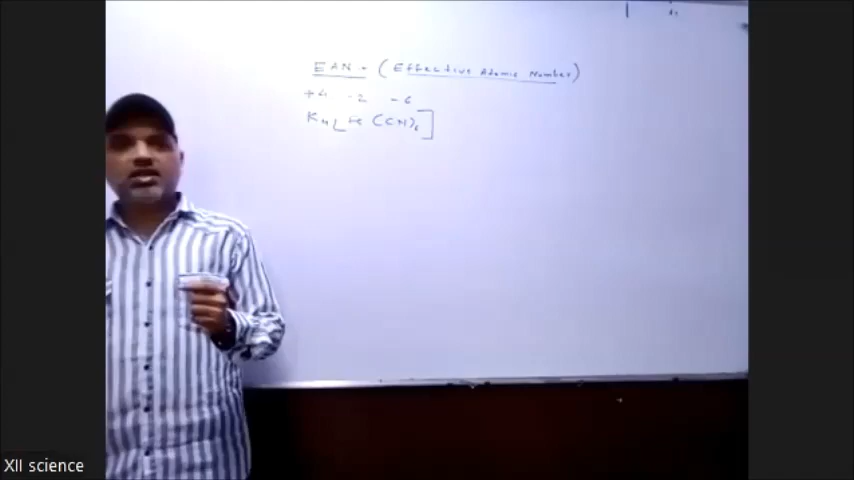 EAN - (Effective Atomic Number)
+4 -2 -6
K4[Fe(CN)6]
XII science